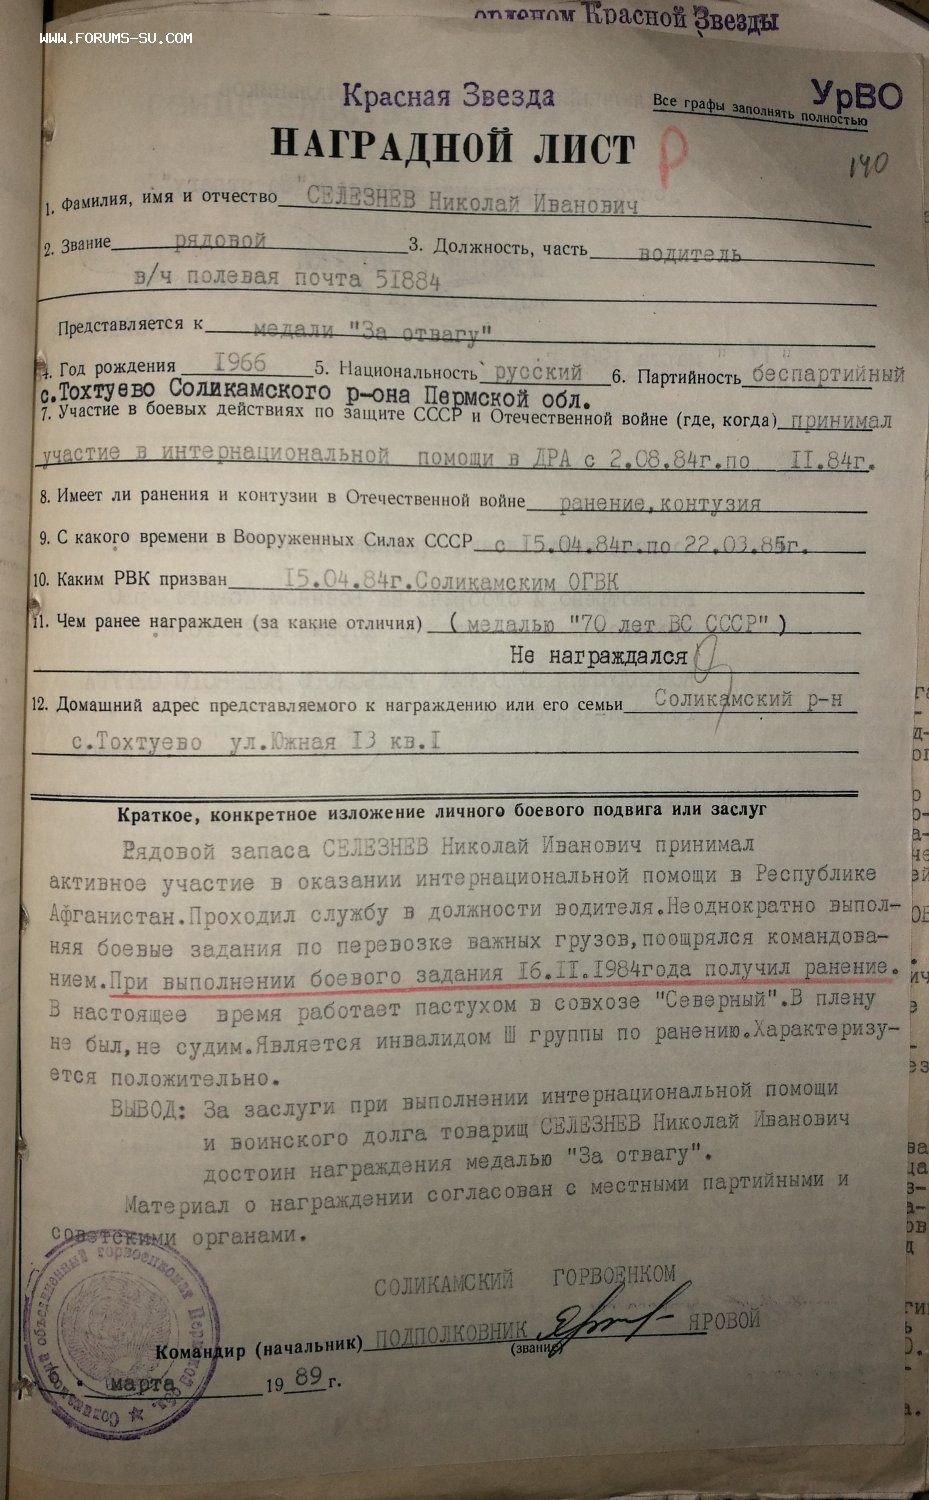 орденом Красной Звезды
WWW.FORUMS-SU.COM
Красная Звезда
УрВО
Все графы заполнять полностью
НАГРАДНОЙ ЛИСТ
Р
140
1. Фамилия, имя и отчество СЕЛЕЗНЕВ Николай Иванович
2. Звание рядовой 3. Должность, часть водитель
в/ч полевая почта 51884
Представляется к медали "За отвагу"
4. Год рождения 1966 5. Национальность русский 6. Партийность беспартийный
с.Тохтуево Соликамского р-она Пермской обл.
7. Участие в боевых действиях по защите СССР и Отечественной войне (где, когда) принимал
участие в интернациональной помощи в ДРА с 2.08.84г.по II.84г.
8. Имеет ли ранения и контузии в Отечественной войне ранение,контузия
9. С какого времени в Вооруженных Силах СССР с 15.04.84г.по 22.03.85г.
10. Каким РВК призван 15.04.84г.Соликамским ОГВК
11. Чем ранее награжден (за какие отличия) (медалью "70 лет ВС СССР")
Не награждался
12. Домашний адрес представляемого к награждению или его семьи Соликамский р-н
с.Тохтуево ул.Южная 13 кв.I
Краткое, конкретное изложение личного боевого подвига или заслуг
Рядовой запаса СЕЛЕЗНЕВ Николай Иванович принимал
активное участие в оказании интернациональной помощи в Республике
Афганистан.Проходил службу в должности водителя.Неоднократно выпол-
няя боевые задания по перевозке важных грузов,поощрялся командова-
нием.При выполнении боевого задания 16.II.1984года получил ранение.
В настоящее время работает пастухом в совхозе "Северный".В плену
не был,не судим.Является инвалидом Ш группы по ранению.Характеризу-
ется положительно.
ВЫВОД: За заслуги при выполнении интернациональной помощи
и воинского долга товарищ СЕЛЕЗНЕВ Николай Иванович
достоин награждения медалью "За отвагу".
Материал о награждении согласован с местными партийными и
советскими органами.
СОЛИКАМСКИЙ ГОРВОЕНКОМ
Командир (начальник) ПОДПОЛКОВНИК ЯРОВОЙ
(звание)
марта 1989 г.
объединенный горвоенкомат Пермской обл.